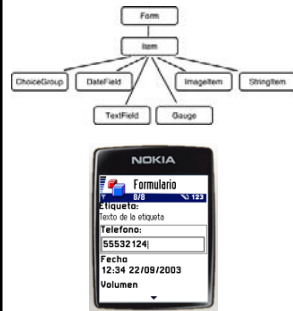 Form
Item
ChoiceGroup DateField ImageItem StringItem
TextField Gauge
NOKIA
Formulario
8/8 123
Etiqueto:
Texto de la etiqueta
Telefono:
55532124
Fecha
12:34 22/09/2003
Volumen